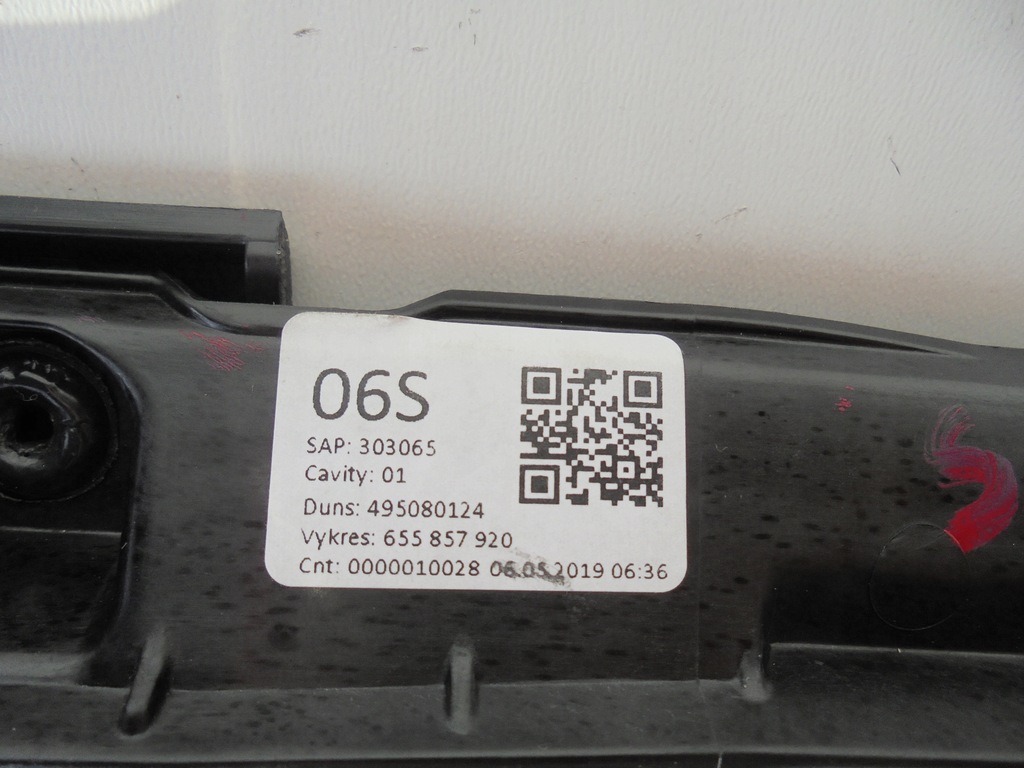 06S
SAP: 303065
Cavity: 01
Duns: 495080124
Vykres: 655 857 920
Cnt: 0000010028 06.05.2019 06:36